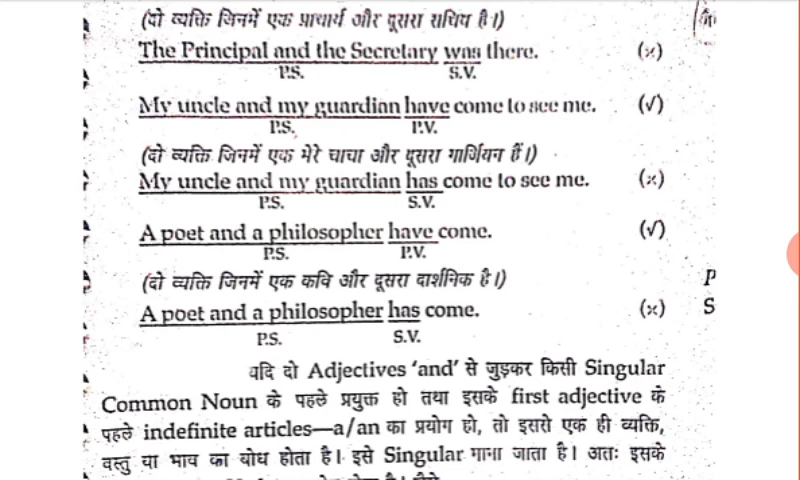 (दो व्यक्ति जिनमें एक प्राचार्य और दूसरा सचिव है।)
The Principal and the Secretary was there. (×)
P.S. S.V.
My uncle and my guardian have come to see me. (√)
P.S. P.V.
(दो व्यक्ति जिनमें एक मेरे चाचा और दूसरा गार्जियन हैं।)
My uncle and my guardian has come to see me. (×)
P.S. S.V.
A poet and a philosopher have come. (√)
P.S. P.V.
(दो व्यक्ति जिनमें एक कवि और दूसरा दार्शनिक है।)
A poet and a philosopher has come. (×)
P.S. S.V.
यदि दो Adjectives 'and' से जुड़कर किसी Singular
Common Noun के पहले प्रयुक्त हो तथा इसके first adjective के
पहले indefinite articles—a/an का प्रयोग हो, तो इससे एक ही व्यक्ति,
वस्तु या भाव का बोध होता है। इसे Singular माना जाता है। अतः इसके
P
S